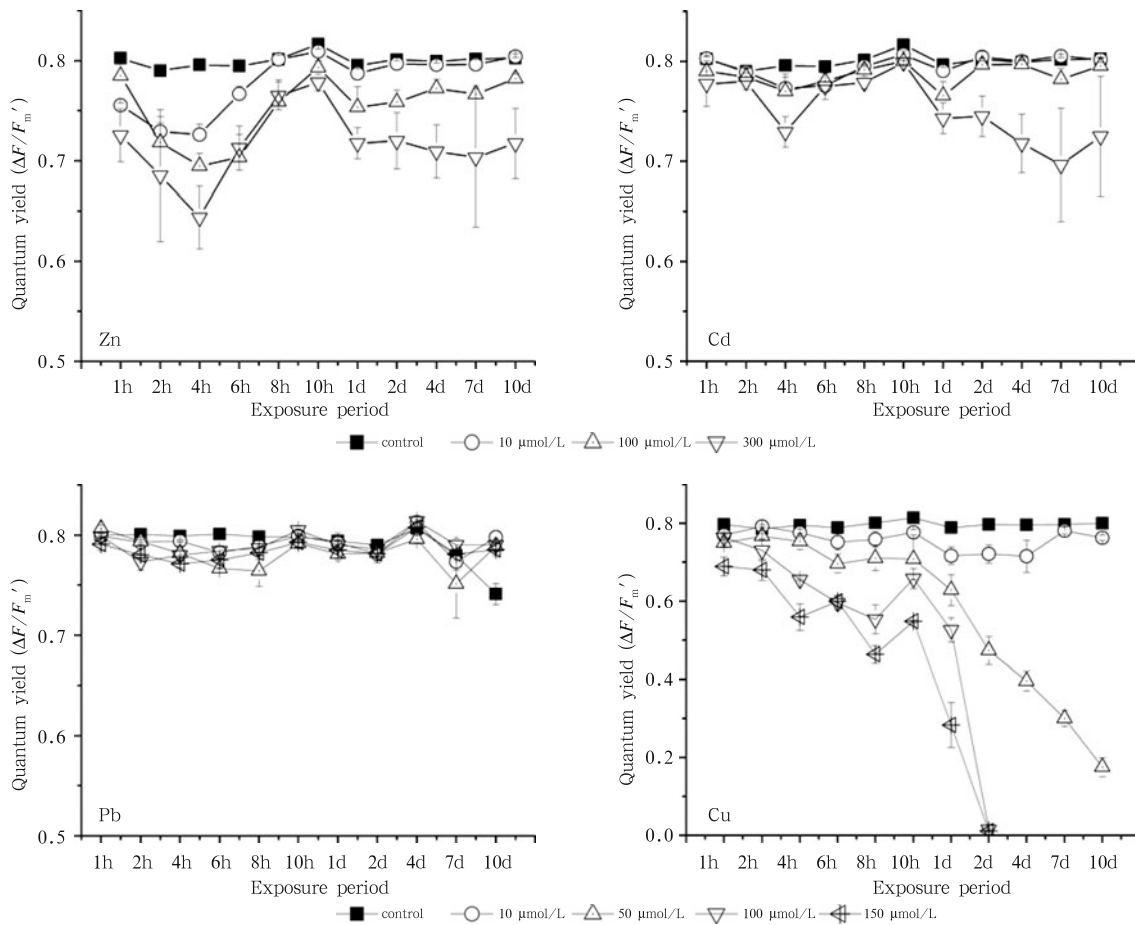 Quantum yield (ΔF/Fm′)
0.8
0.7
0.6
0.5
Zn
1h 2h 4h 6h 8h 10h 1d 2d 4d 7d 10d
Exposure period
Quantum yield (ΔF/Fm′)
0.8
0.7
0.6
0.5
Cd
1h 2h 4h 6h 8h 10h 1d 2d 4d 7d 10d
Exposure period
control 10 μmol/L 100 μmol/L 300 μmol/L
Quantum yield (ΔF/Fm′)
0.8
0.7
0.6
0.5
Pb
1h 2h 4h 6h 8h 10h 1d 2d 4d 7d 10d
Exposure period
Quantum yield (ΔF/Fm′)
0.8
0.6
0.4
0.2
0.0
Cu
1h 2h 4h 6h 8h 10h 1d 2d 4d 7d 10d
Exposure period
control 10 μmol/L 50 μmol/L 100 μmol/L 150 μmol/L